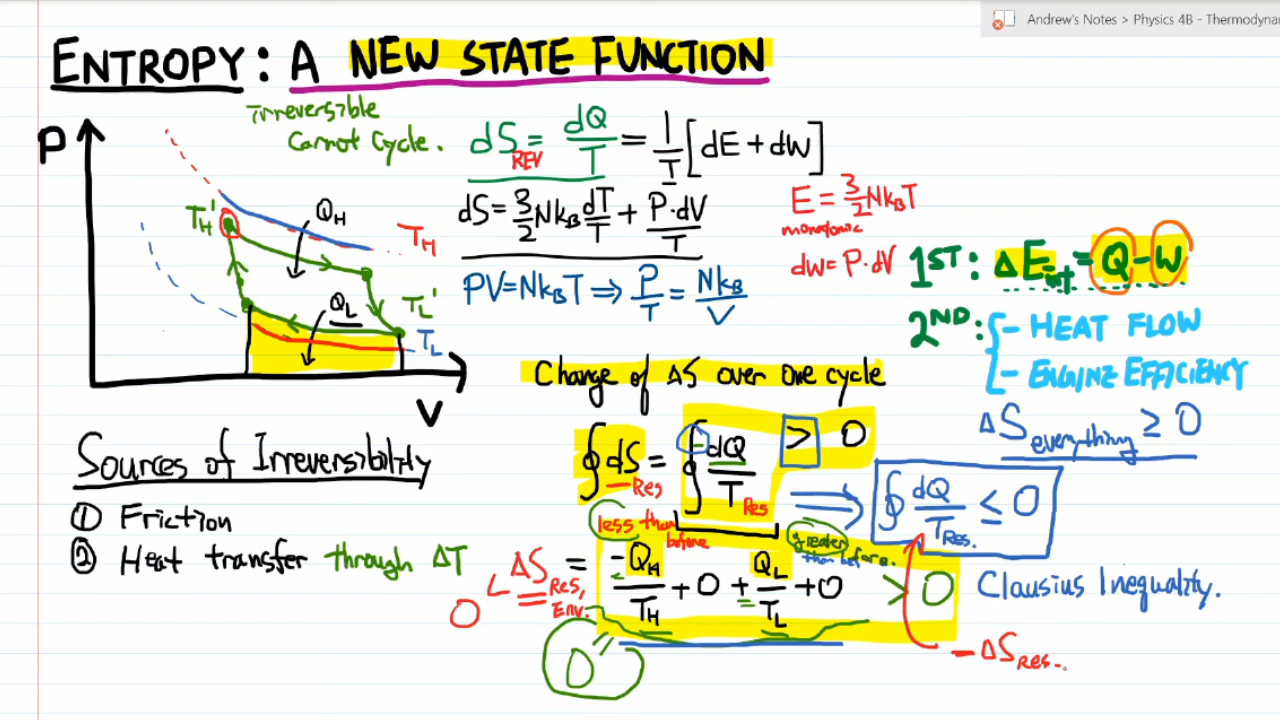 Andrew's Notes > Physics 4B - Thermodyna
ENTROPY: A NEW STATE FUNCTION
irreversible
Carnot Cycle.
P
T_H'
Q_H
T_H
Q_L
T_L'
T_L
V
dS_REV = dQ/T = 1/T [dE + dW]
dS = 3/2 Nk_B dT/T + P·dV/T
PV = Nk_BT ⇒ P/T = Nk_B/V
E = 3/2 Nk_BT
monatomic
dW = P·dV
1ST: ΔE_int = Q - W
2ND: { - HEAT FLOW
- ENGINE EFFICIENCY
ΔS_everything ≥ 0
Change of ΔS over one cycle
∮ dS_Res = ∮ dQ/T_Res > 0
⇒ ∮ dQ/T_Res. ≤ 0
Clausius Inequality.
less than before
greater than before.
0 < ΔS_Res, Env. = -Q_H/T_H + 0 + Q_L/T_L + 0 > 0
0
- ΔS_Res.
Sources of Irreversibility
① Friction
② Heat transfer through ΔT